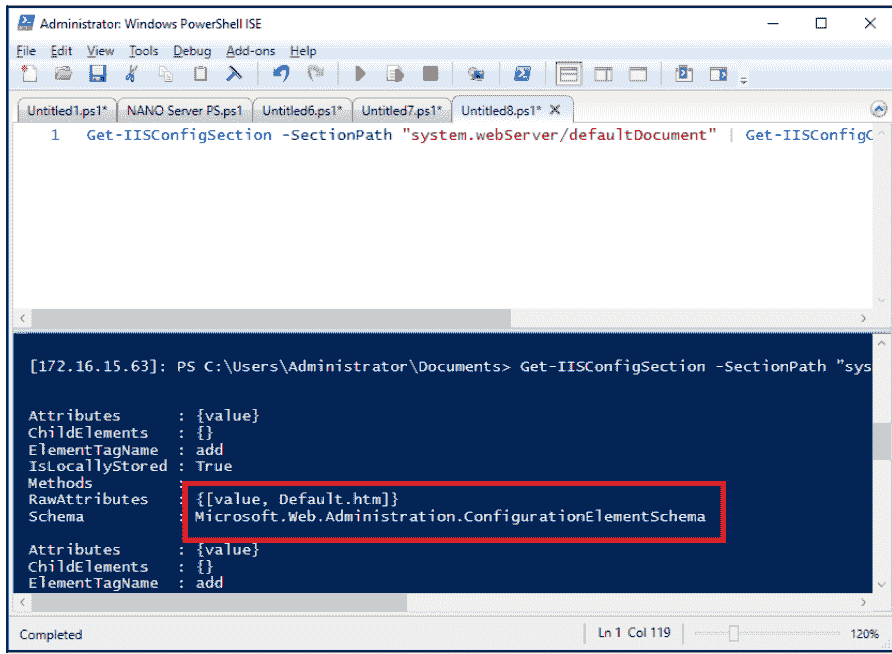 Administrator: Windows PowerShell ISE
File Edit View Tools Debug Add-ons Help
Untitled1.ps1* NANO Server PS.ps1 Untitled6.ps1* Untitled7.ps1* Untitled8.ps1* X
1 Get-IISConfigSection -SectionPath "system.webServer/defaultDocument" | Get-IISConfigC
[172.16.15.63]: PS C:\Users\Administrator\Documents> Get-IISConfigSection -SectionPath ”sys
Attributes : {value}
ChildElements : {}
ElementTagName : add
IsLocallyStored : True
Methods :
RawAttributes : {[value, Default.htm]}
Schema : Microsoft.Web.Administration.ConfigurationElementSchema
Attributes : {value}
ChildElements : {}
ElementTagName : add
Completed Ln 1 Col 119 120%